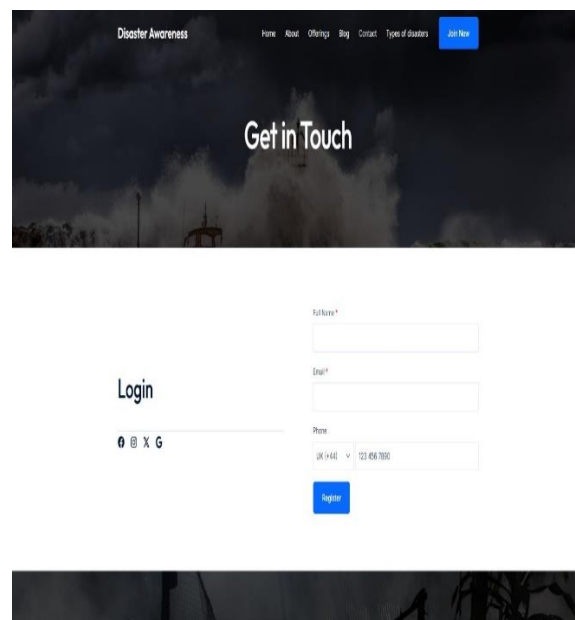 Disaster Awareness
Home About Offerings Blog Contact Types of disasters Join Now
Get in Touch
Full Name *
Email *
Login
Phone
UK (+44) 123 456 7890
Register